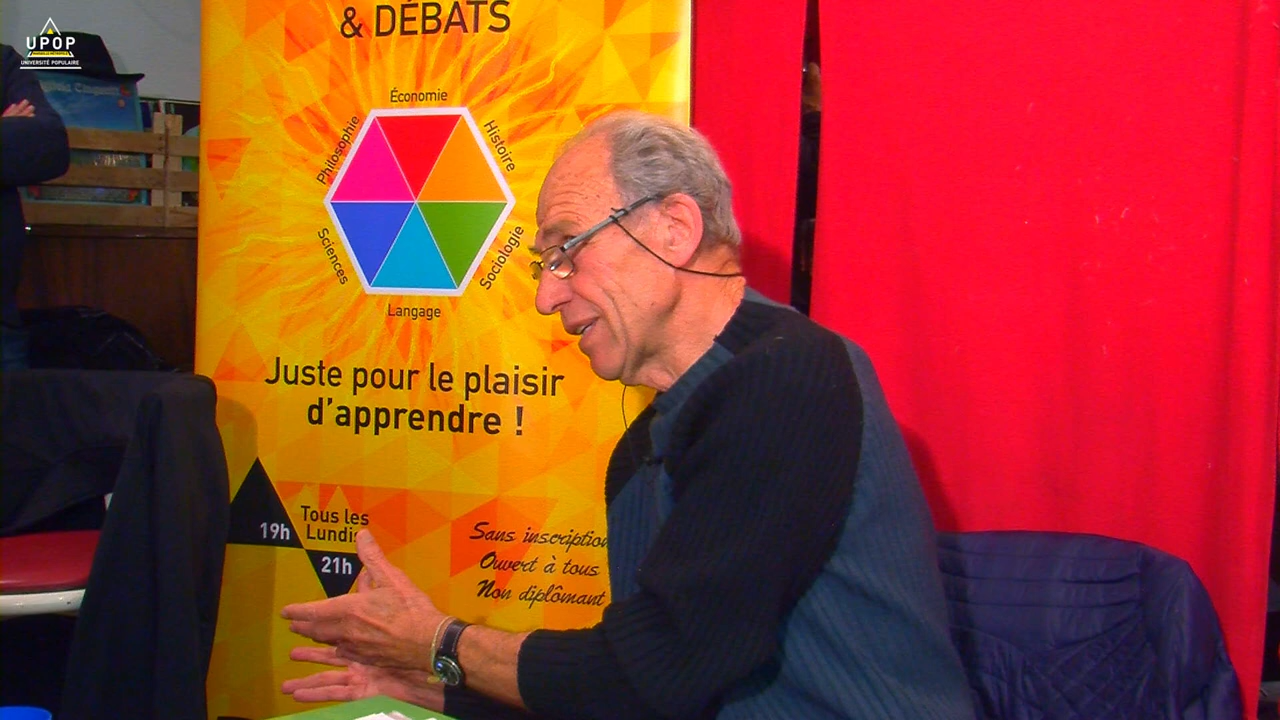 UPOP
UNIVERSITÉ POPULAIRE
& DÉBATS
Économie
Philosophie
Histoire
Sciences
Sociologie
Langage
Juste pour le plaisir
d'apprendre !
19h
Tous les
Lundis
21h
Sans inscription
Ouvert à tous
Non diplômant